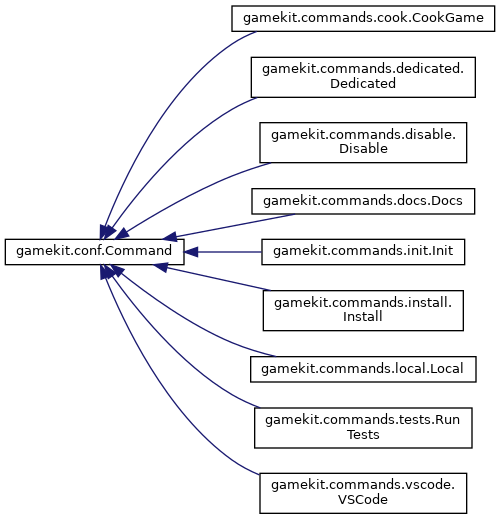 gamekit.commands.cook.CookGame
gamekit.commands.dedicated.
Dedicated
gamekit.commands.disable.
Disable
gamekit.commands.docs.Docs
gamekit.conf.Command
gamekit.commands.init.Init
gamekit.commands.install.
Install
gamekit.commands.local.Local
gamekit.commands.tests.Run
Tests
gamekit.commands.vscode.
VSCode